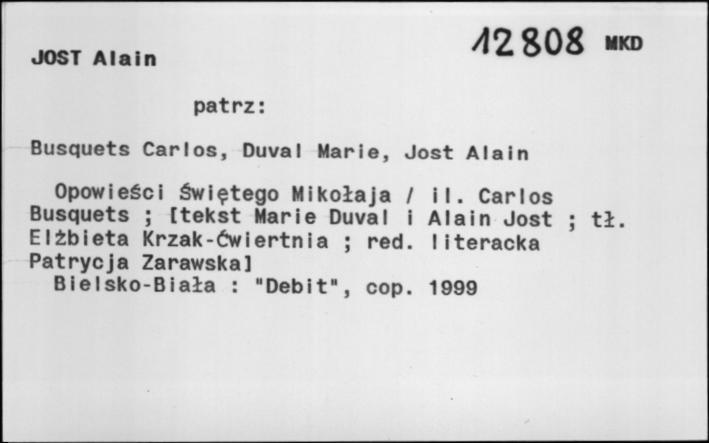 12808 MKD
JOST Alain
patrz:
Busquets Carlos, Duval Marie, Jost Alain
Opowieści Świętego Mikołaja / il. Carlos
Busquets ; [tekst Marie Duval i Alain Jost ; tł.
Elżbieta Krzak-Ćwiertnia ; red. literacka
Patrycja Zarawska]
Bielsko-Biała : "Debit", cop. 1999